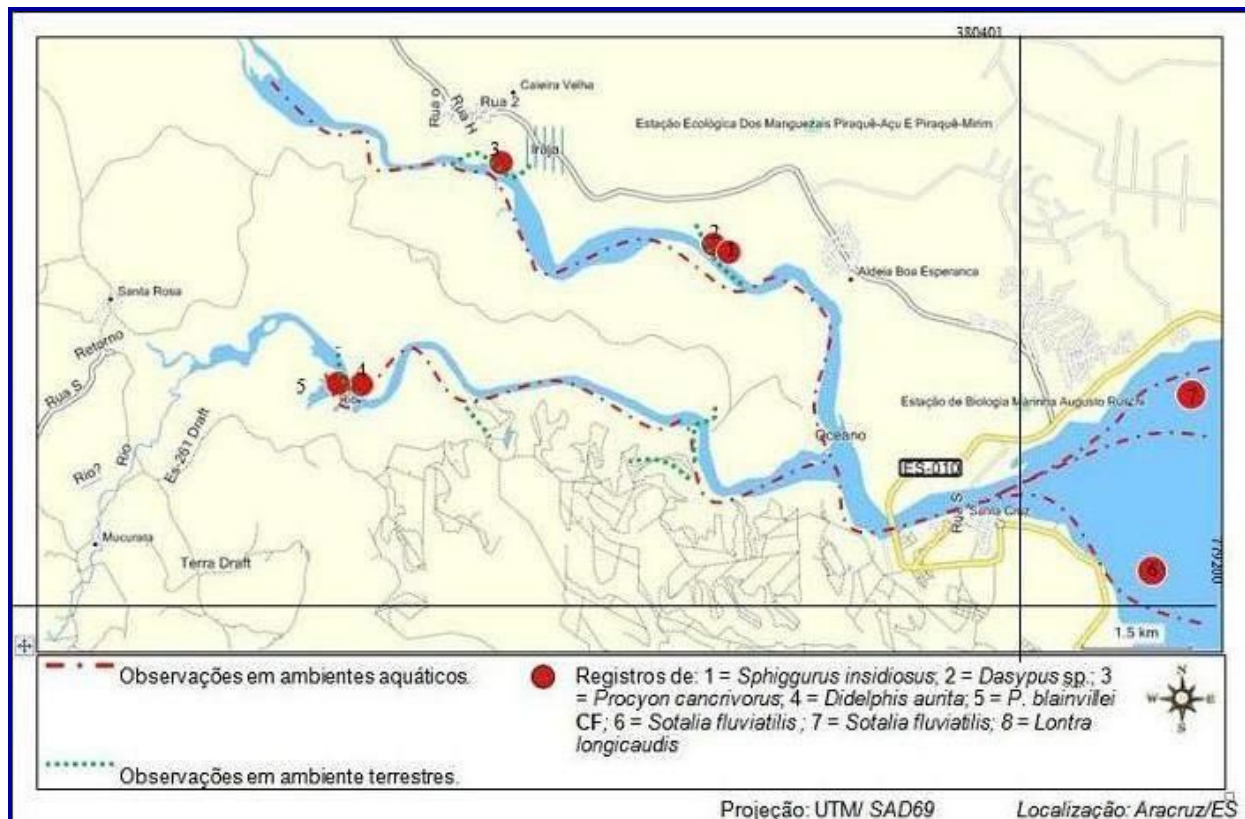 380401
Caieira Velha
Rua o
Rua H
Rua 2
Estação Ecológica Dos Manguezais Piraquê-Açu E Piraquê-Mirim
Irajá
3
2
1
Aldeia Boa Esperanca
Santa Rosa
Retorno
Rua S
5
4
7
Estação de Biologia Marinha Augusto Ruschi
Oceano
ES-010
Es-261 Draft
Rio
Rio?
Rua S
Santa Cruz
Mucurata
Terra Draft
6
779200
1.5 km
Observações em ambientes aquáticos.
Registros de: 1 = Sphiggurus insidiosus; 2 = Dasypus sp.; 3
= Procyon cancrivorus; 4 = Didelphis aurita; 5 = P. blainvillei
CF; 6 = Sotalia fluviatilis ; 7 = Sotalia fluviatilis; 8 = Lontra
longicaudis
N
W E
S
Observações em ambiente terrestres.
Projeção: UTM/ SAD69 Localização: Aracruz/ES